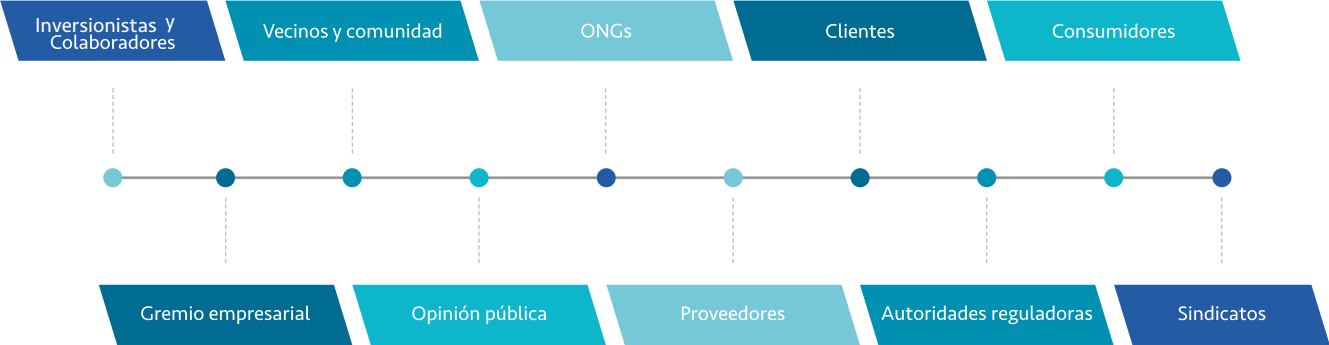 Inversionistas y
Colaboradores
Vecinos y comunidad
ONGs
Clientes
Consumidores
Gremio empresarial
Opinión pública
Proveedores
Autoridades reguladoras
Sindicatos